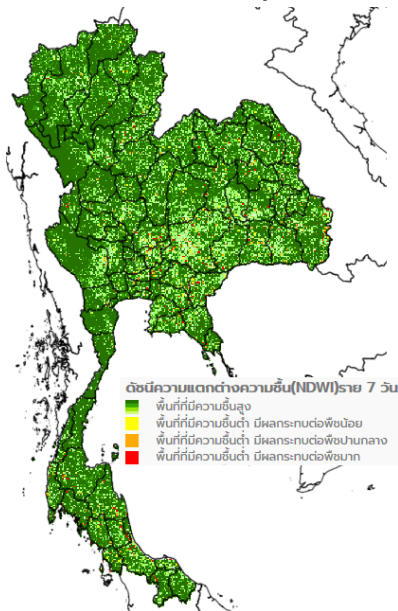 ดัชนีความแตกต่างความชื้น(NDWI)ราย 7 วัน
พื้นที่ที่มีความชื้นสูง
พื้นที่ที่มีความชื้นต่ำ มีผลกระทบต่อพืชน้อย
พื้นที่ที่มีความชื้นต่ำ มีผลกระทบต่อพืชปานกลาง
พื้นที่ที่มีความชื้นต่ำ มีผลกระทบต่อพืชมาก